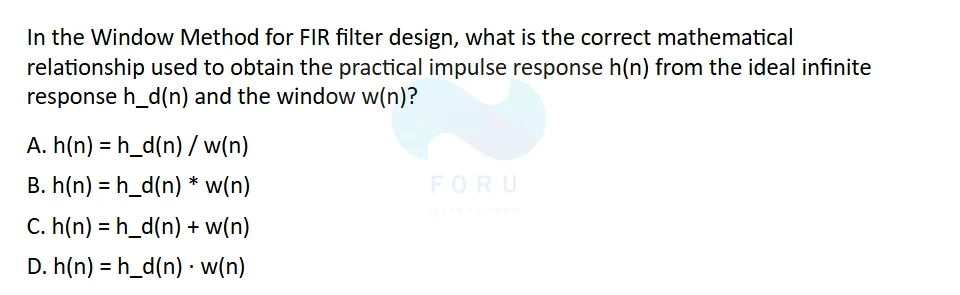 In the Window Method for FIR filter design, what is the correct mathematical
relationship used to obtain the practical impulse response h(n) from the ideal infinite
response h_d(n) and the window w(n)?
A. h(n) = h_d(n) / w(n)
B. h(n) = h_d(n) * w(n)
FORU
C. h(n) = h_d(n) + w(n)
D. h(n) = h_d(n) · w(n)